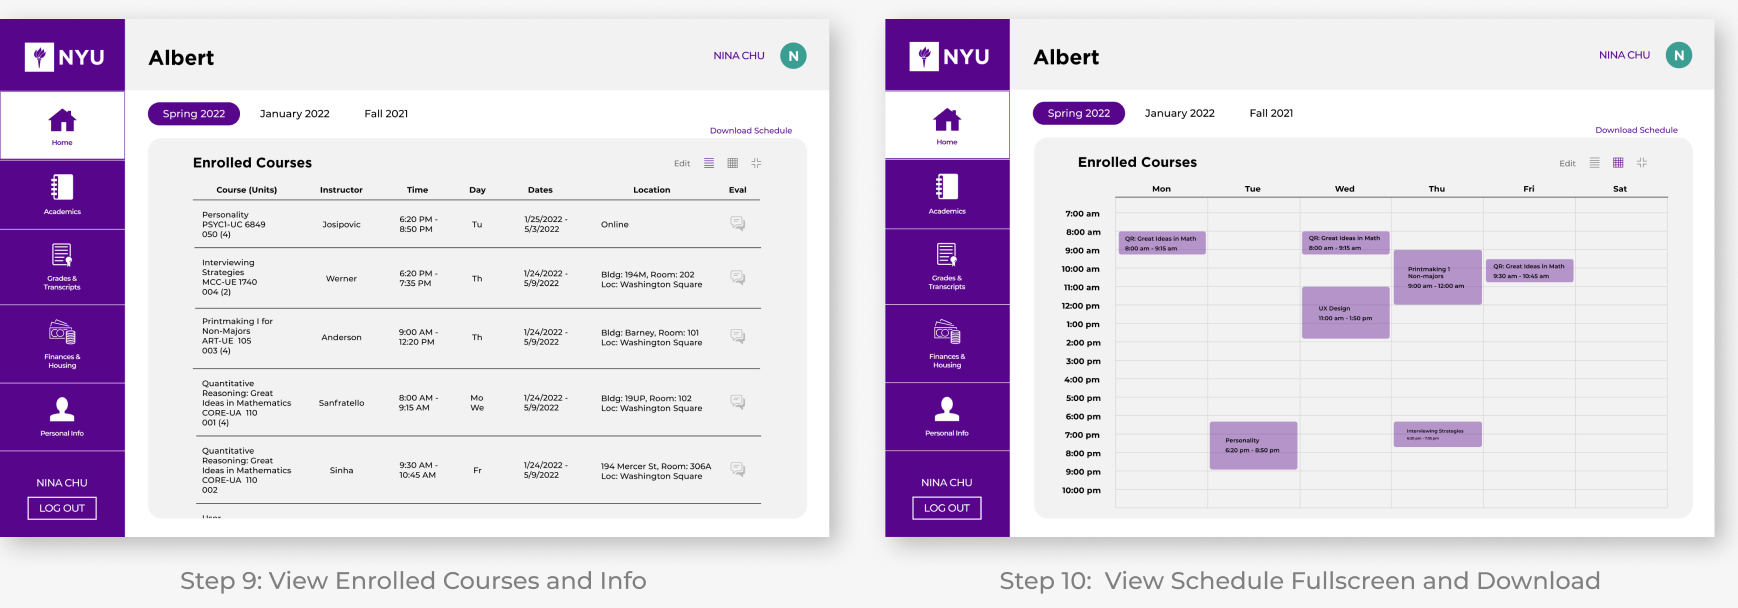 NYU
Albert
NINA CHU
N
Home
Academics
Grades &
Transcripts
Finances &
Housing
Personal Info
NINA CHU
LOG OUT
Spring 2022 January 2022 Fall 2021
Download Schedule
Enrolled Courses
Edit
Course (Units) Instructor Time Day Dates Location Eval
Personality
PSYC1-UC 6849
050 (4)
Josipovic
6:20 PM -
8:50 PM
Tu
1/25/2022 -
5/3/2022
Online
Interviewing
Strategies
MCC-UE 1740
004 (2)
Werner
6:20 PM -
7:35 PM
Th
1/24/2022 -
5/9/2022
Bldg: 194M, Room: 202
Loc: Washington Square
Printmaking I for
Non-Majors
ART-UE 105
003 (4)
Anderson
9:00 AM -
12:20 PM
Th
1/24/2022 -
5/9/2022
Bldg: Barney, Room: 101
Loc: Washington Square
Quantitative
Reasoning: Great
Ideas in Mathematics
CORE-UA 110
001 (4)
Sanfratello
8:00 AM -
9:15 AM
Mo
We
1/24/2022 -
5/9/2022
Bldg: 19UP, Room: 102
Loc: Washington Square
Quantitative
Reasoning: Great
Ideas in Mathematics
CORE-UA 110
002
Sinha
9:30 AM -
10:45 AM
Fr
1/24/2022 -
5/9/2022
194 Mercer St, Room: 306A
Loc: Washington Square
User
Step 9: View Enrolled Courses and Info
NYU
Albert
NINA CHU
N
Home
Academics
Grades &
Transcripts
Finances &
Housing
Personal Info
NINA CHU
LOG OUT
Spring 2022 January 2022 Fall 2021
Download Schedule
Enrolled Courses
Edit
Mon Tue Wed Thu Fri Sat
7:00 am
8:00 am
9:00 am
10:00 am
11:00 am
12:00 pm
1:00 pm
2:00 pm
3:00 pm
4:00 pm
5:00 pm
6:00 pm
7:00 pm
8:00 pm
9:00 pm
10:00 pm
QR: Great Ideas in Math
8:00 am - 9:15 am
Personality
6:20 pm - 8:50 pm
QR: Great Ideas in Math
8:00 am - 9:15 am
UX Design
11:00 am - 1:50 pm
Printmaking 1
Non-majors
9:00 am - 12:00 am
Interviewing Strategies
6:20 pm - 7:35 pm
QR: Great Ideas in Math
9:30 am - 10:45 am
Step 10: View Schedule Fullscreen and Download